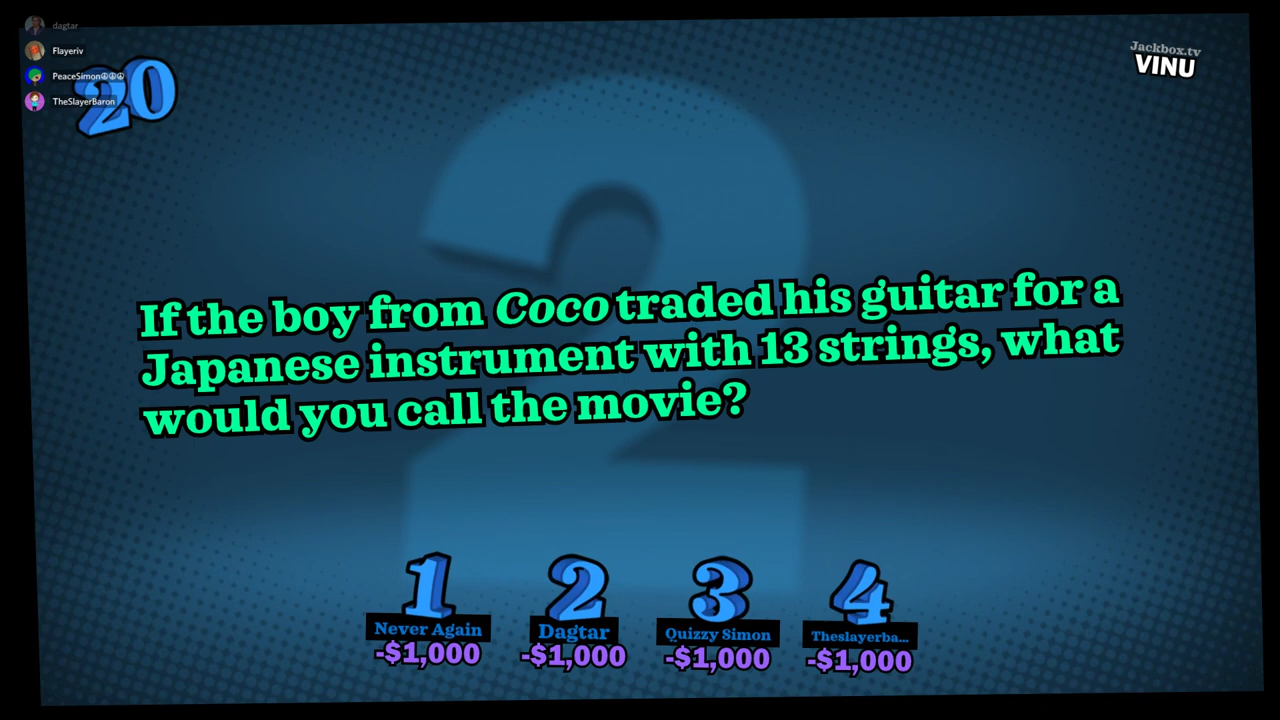 dagtar
Flayeriv
PeaceSimon☮☮☮
TheSlayerBaron
20
Jackbox.tv
VINU
2
If the boy from Coco traded his guitar for a
Japanese instrument with 13 strings, what
would you call the movie?
1 2 3 4
Never Again Dagtar Quizzy Simon Theslayerba...
-$1,000 -$1,000 -$1,000 -$1,000